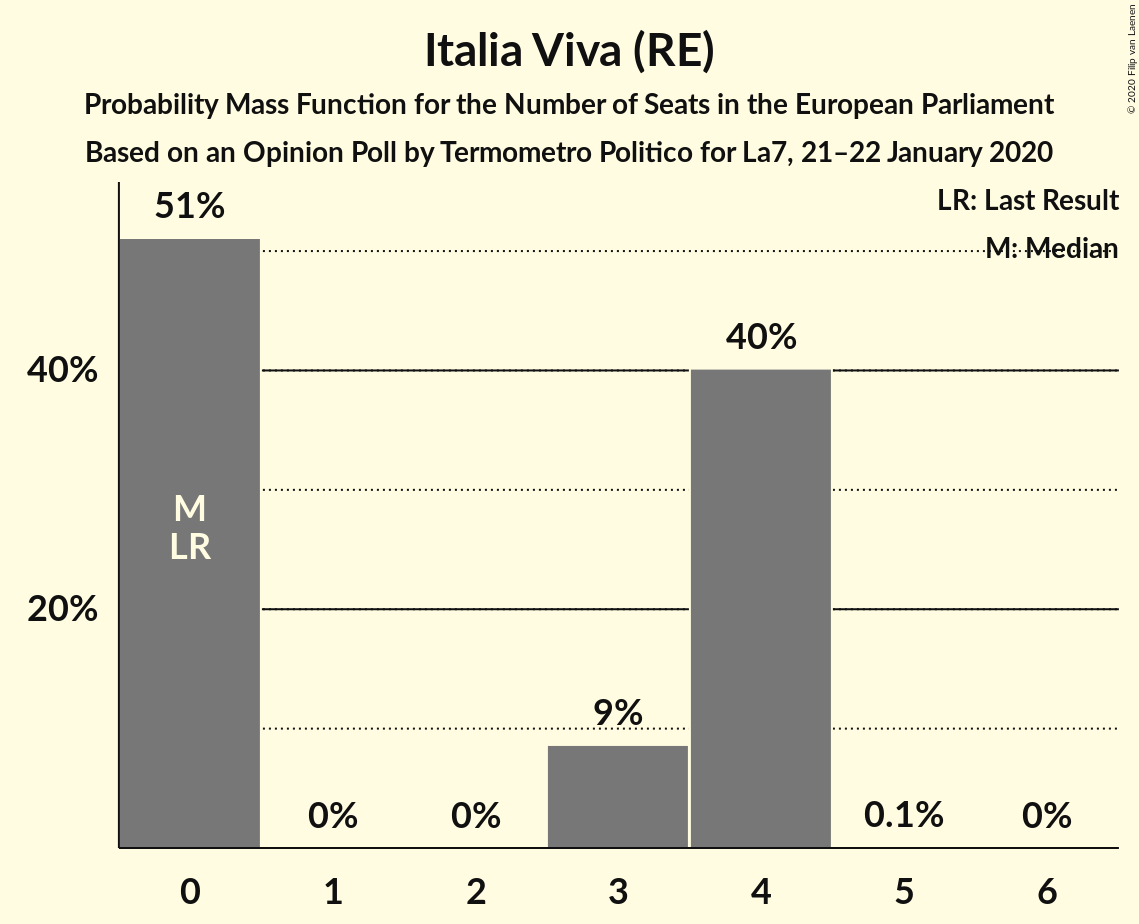 Italia Viva (RE)
Probability Mass Function for the Number of Seats in the European Parliament
Based on an Opinion Poll by Termometro Politico for La7, 21–22 January 2020
© 2020 Filip van Laenen
LR: Last Result
M: Median
51%
40%
40%
M
LR
20%
9%
0%
0%
0.1%
0%
0
1
2
3
4
5
6